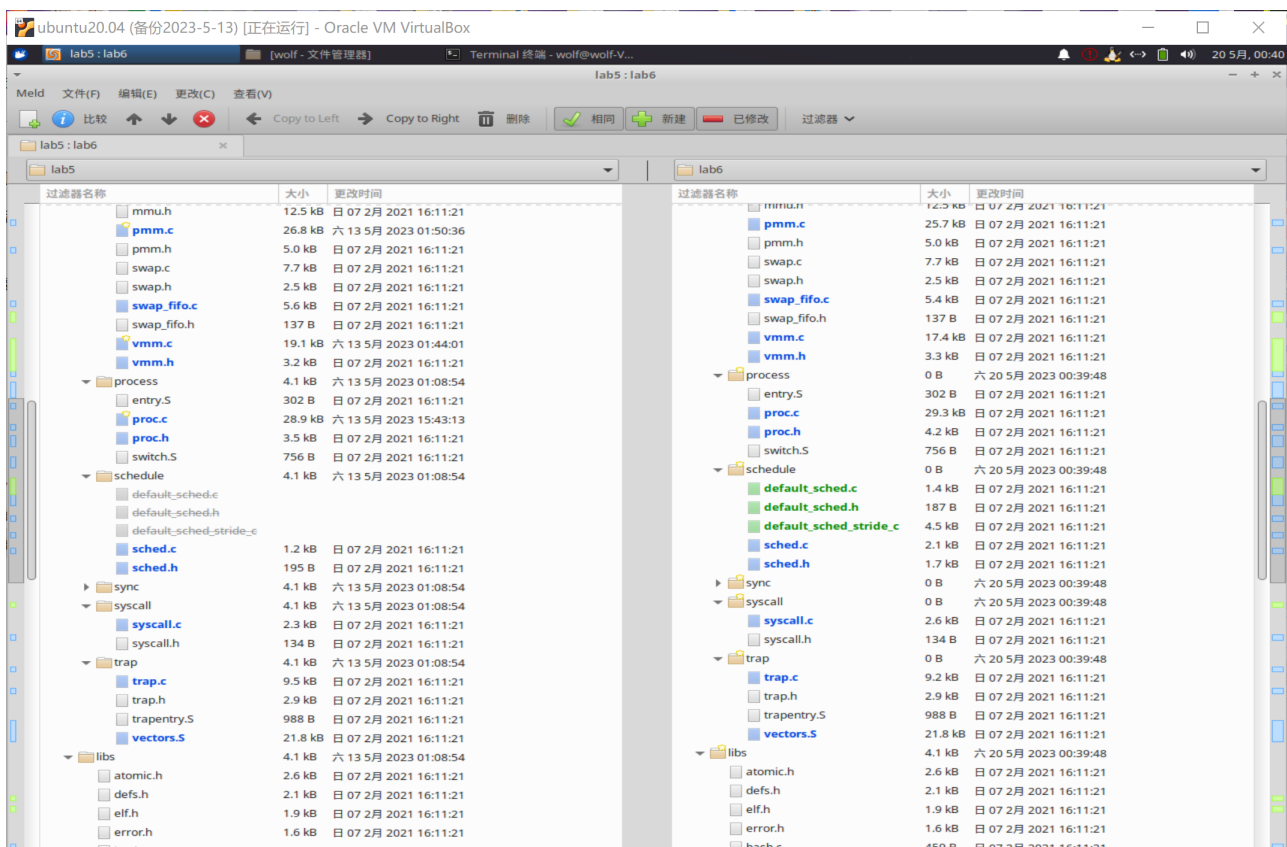 ubuntu20.04 (备份2023-5-13) [正在运行] - Oracle VM VirtualBox
lab5 : lab6
[wolf - 文件管理器]
Terminal 终端 - wolf@wolf-V...
20 5月, 00:40
lab5 : lab6
Meld 文件(F) 编辑(E) 更改(C) 查看(V)
比较 Copy to Left Copy to Right 删除 相同 新建 已修改 过滤器
lab5 : lab6
lab5
过滤器名称 大小 更改时间
mmu.h 12.5 kB 日 07 2月 2021 16:11:21
pmm.c 26.8 kB 六 13 5月 2023 01:50:36
pmm.h 5.0 kB 日 07 2月 2021 16:11:21
swap.c 7.7 kB 日 07 2月 2021 16:11:21
swap.h 2.5 kB 日 07 2月 2021 16:11:21
swap_fifo.c 5.6 kB 日 07 2月 2021 16:11:21
swap_fifo.h 137 B 日 07 2月 2021 16:11:21
vmm.c 19.1 kB 六 13 5月 2023 01:44:01
vmm.h 3.2 kB 日 07 2月 2021 16:11:21
process 4.1 kB 六 13 5月 2023 01:08:54
entry.S 302 B 日 07 2月 2021 16:11:21
proc.c 28.9 kB 六 13 5月 2023 15:43:13
proc.h 3.5 kB 日 07 2月 2021 16:11:21
switch.S 756 B 日 07 2月 2021 16:11:21
schedule 4.1 kB 六 13 5月 2023 01:08:54
default_sched.c
default_sched.h
default_sched_stride_c
sched.c 1.2 kB 日 07 2月 2021 16:11:21
sched.h 195 B 日 07 2月 2021 16:11:21
sync 4.1 kB 六 13 5月 2023 01:08:54
syscall 4.1 kB 六 13 5月 2023 01:08:54
syscall.c 2.3 kB 日 07 2月 2021 16:11:21
syscall.h 134 B 日 07 2月 2021 16:11:21
trap 4.1 kB 六 13 5月 2023 01:08:54
trap.c 9.5 kB 日 07 2月 2021 16:11:21
trap.h 2.9 kB 日 07 2月 2021 16:11:21
trapentry.S 988 B 日 07 2月 2021 16:11:21
vectors.S 21.8 kB 日 07 2月 2021 16:11:21
libs 4.1 kB 六 13 5月 2023 01:08:54
atomic.h 2.6 kB 日 07 2月 2021 16:11:21
defs.h 2.1 kB 日 07 2月 2021 16:11:21
elf.h 1.9 kB 日 07 2月 2021 16:11:21
error.h 1.6 kB 日 07 2月 2021 16:11:21
lab6
过滤器名称 大小 更改时间
mmu.h 12.5 kB 日 07 2月 2021 16:11:21
pmm.c 25.7 kB 日 07 2月 2021 16:11:21
pmm.h 5.0 kB 日 07 2月 2021 16:11:21
swap.c 7.7 kB 日 07 2月 2021 16:11:21
swap.h 2.5 kB 日 07 2月 2021 16:11:21
swap_fifo.c 5.4 kB 日 07 2月 2021 16:11:21
swap_fifo.h 137 B 日 07 2月 2021 16:11:21
vmm.c 17.4 kB 日 07 2月 2021 16:11:21
vmm.h 3.3 kB 日 07 2月 2021 16:11:21
process 0 B 六 20 5月 2023 00:39:48
entry.S 302 B 日 07 2月 2021 16:11:21
proc.c 29.3 kB 日 07 2月 2021 16:11:21
proc.h 4.2 kB 日 07 2月 2021 16:11:21
switch.S 756 B 日 07 2月 2021 16:11:21
schedule 0 B 六 20 5月 2023 00:39:48
default_sched.c 1.4 kB 日 07 2月 2021 16:11:21
default_sched.h 187 B 日 07 2月 2021 16:11:21
default_sched_stride_c 4.5 kB 日 07 2月 2021 16:11:21
sched.c 2.1 kB 日 07 2月 2021 16:11:21
sched.h 1.7 kB 日 07 2月 2021 16:11:21
sync 0 B 六 20 5月 2023 00:39:48
syscall 0 B 六 20 5月 2023 00:39:48
syscall.c 2.6 kB 日 07 2月 2021 16:11:21
syscall.h 134 B 日 07 2月 2021 16:11:21
trap 0 B 六 20 5月 2023 00:39:48
trap.c 9.2 kB 日 07 2月 2021 16:11:21
trap.h 2.9 kB 日 07 2月 2021 16:11:21
trapentry.S 988 B 日 07 2月 2021 16:11:21
vectors.S 21.8 kB 日 07 2月 2021 16:11:21
libs 4.1 kB 六 20 5月 2023 00:39:48
atomic.h 2.6 kB 日 07 2月 2021 16:11:21
defs.h 2.1 kB 日 07 2月 2021 16:11:21
elf.h 1.9 kB 日 07 2月 2021 16:11:21
error.h 1.6 kB 日 07 2月 2021 16:11:21
hash.c 459 B 日 07 2月 2021 16:11:21